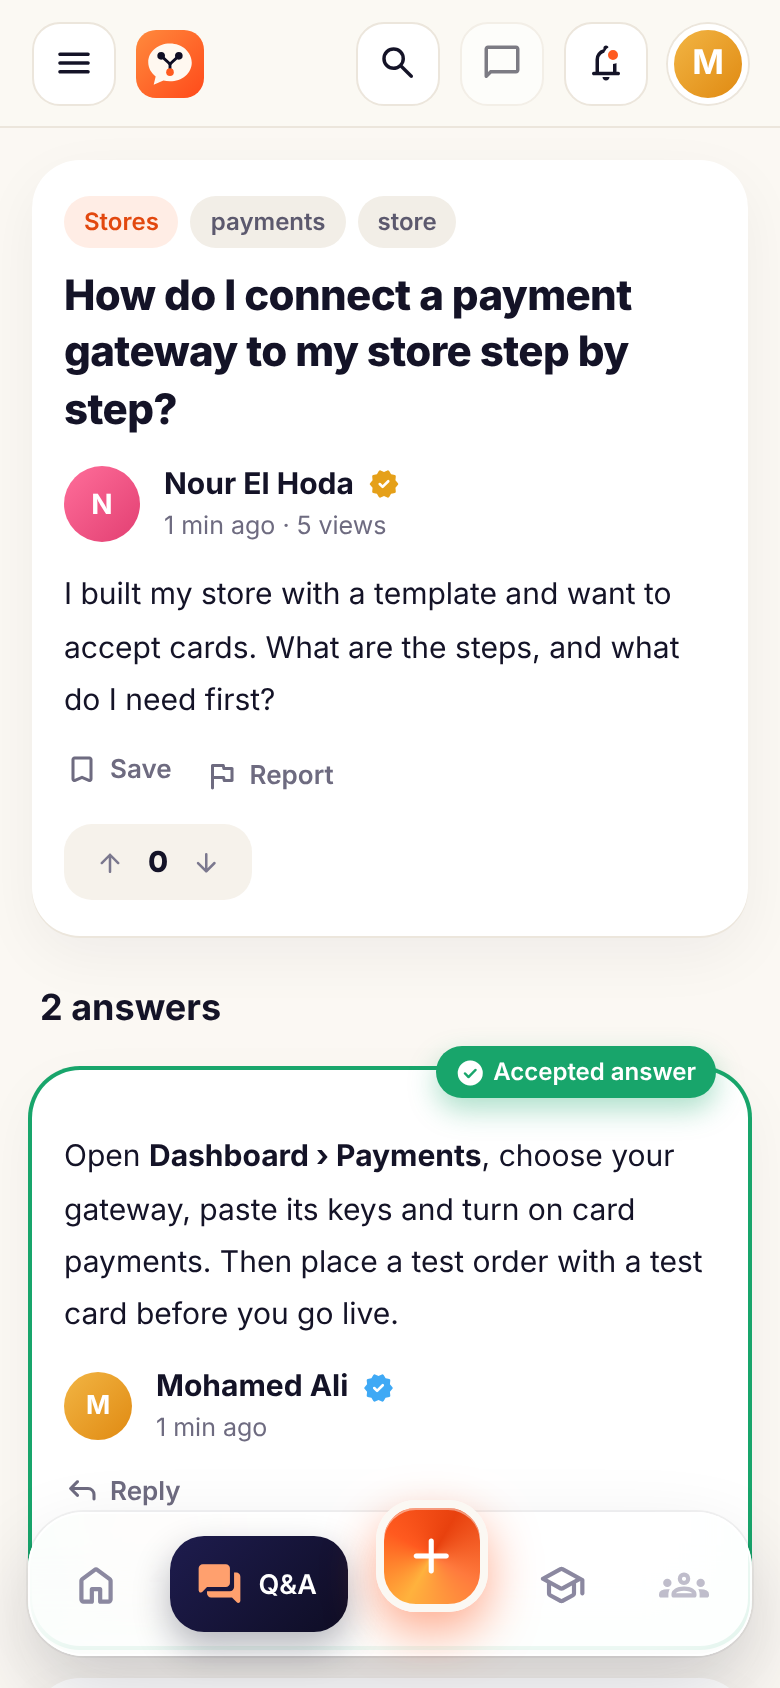 M
Stores payments store
How do I connect a payment
gateway to my store step by
step?
N
Nour El Hoda
1 min ago · 5 views
I built my store with a template and want to
accept cards. What are the steps, and what
do I need first?
Save Report
0
2 answers
Accepted answer
Open Dashboard › Payments, choose your
gateway, paste its keys and turn on card
payments. Then place a test order with a test
card before you go live.
M
Mohamed Ali
1 min ago
Reply
Q&A